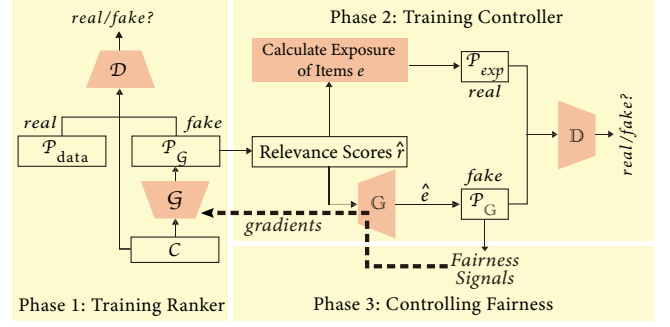 real/fake?
𝒟
real
fake
𝒫data
𝒫𝒢
𝒢
C
gradients
Phase 1: Training Ranker
Phase 2: Training Controller
Calculate Exposure
of Items e
𝒫exp
real
Relevance Scores r̂
𝔾
ê
fake
𝒫𝔾
𝔻
real/fake?
Fairness
Signals
Phase 3: Controlling Fairness